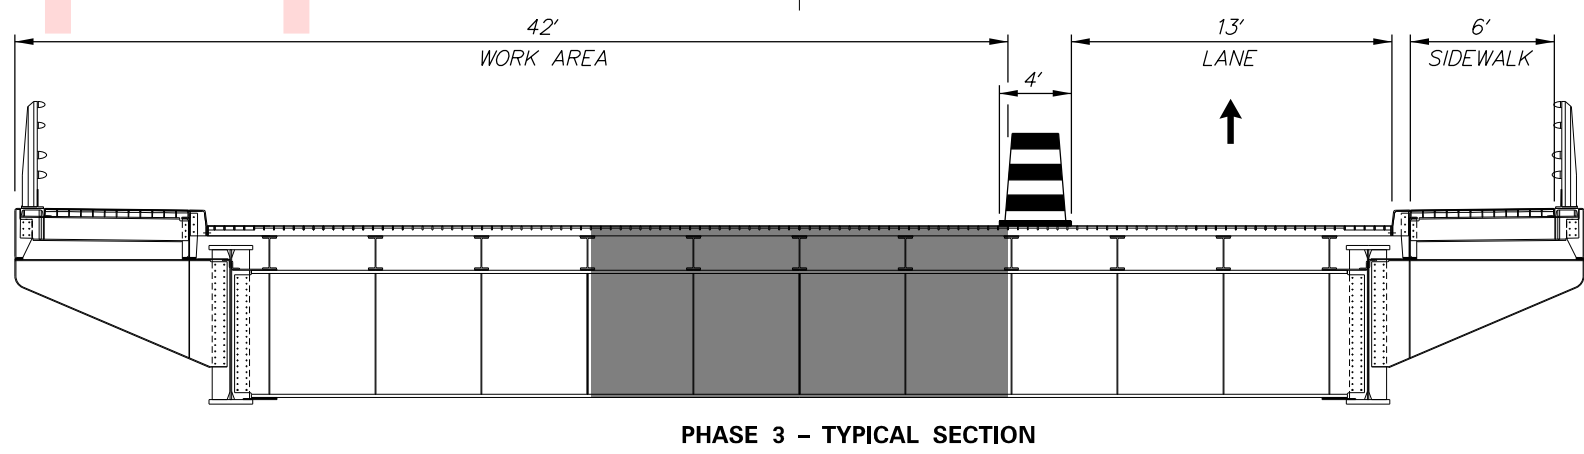 42'
WORK AREA
4'
13'
LANE
6'
SIDEWALK
PHASE 3 – TYPICAL SECTION